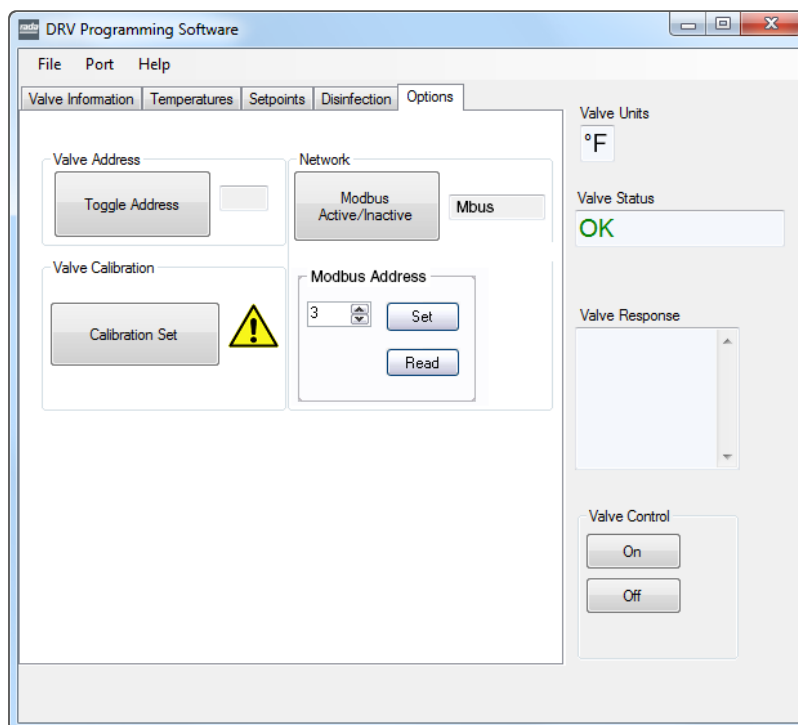 rada DRV Programming Software
File Port Help
Valve Information Temperatures Setpoints Disinfection Options
Valve Address
Toggle Address
Network
Modbus
Active/Inactive
Mbus
Valve Calibration
Calibration Set
!
Modbus Address
3
Set
Read
Valve Units
°F
Valve Status
OK
Valve Response
Valve Control
On
Off